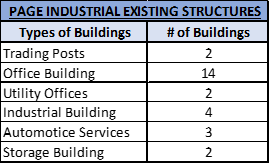 PAGE INDUSTRIAL EXISTING STRUCTURES
Types of Buildings # of Buildings
Trading Posts 2
Office Building 14
Utility Offices 2
Industrial Building 4
Automotice Services 3
Storage Building 2